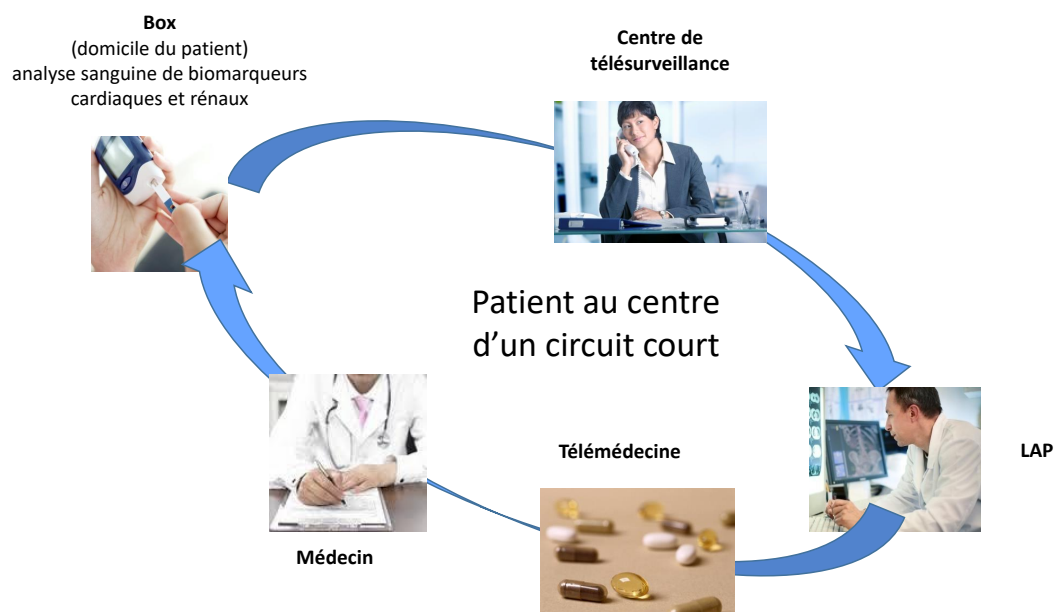 Box
(domicile du patient)
analyse sanguine de biomarqueurs
cardiaques et rénaux
Centre de
télésurveillance
Patient au centre
d’un circuit court
LAP
Télémédecine
Médecin